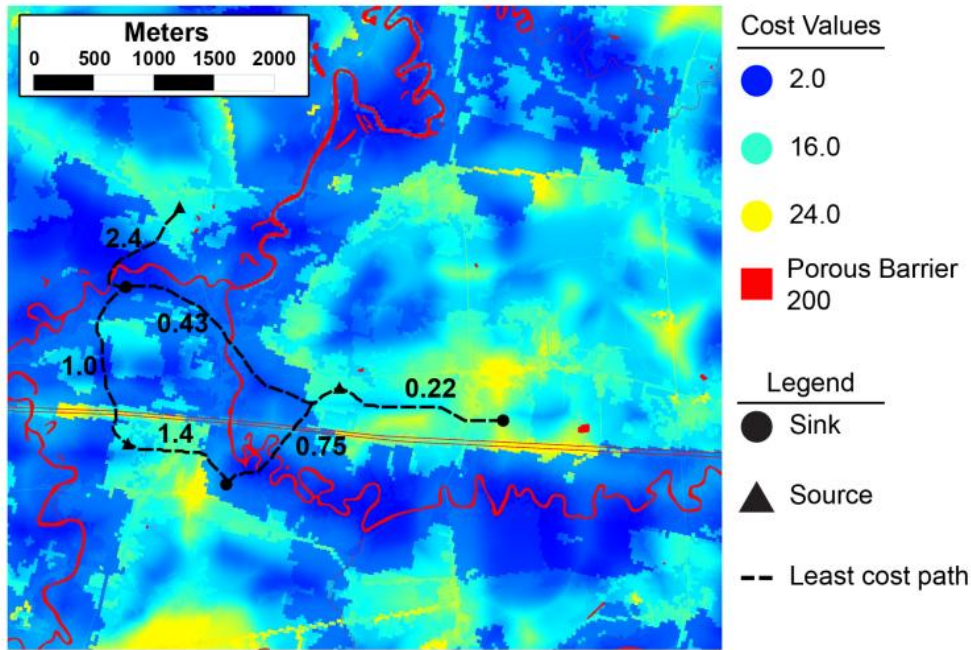 Meters
0 500 1000 1500 2000
2.4
0.43
1.0
0.22
1.4
0.75
Cost Values
2.0
16.0
24.0
Porous Barrier
200
Legend
Sink
Source
Least cost path